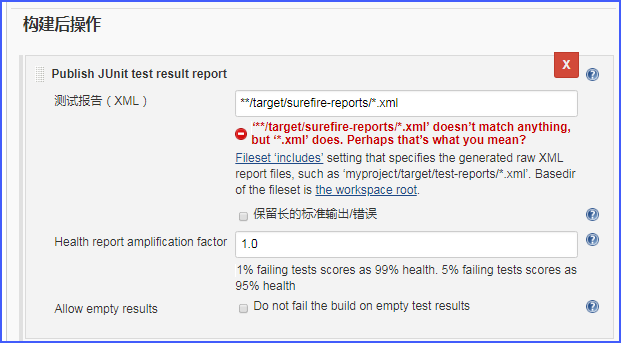 构建后操作
X
Publish JUnit test result report
测试报告（XML）
**/target/surefire-reports/*.xml
‘**/target/surefire-reports/*.xml’ doesn’t match anything,
but ‘*.xml’ does. Perhaps that’s what you mean?
Fileset ‘includes’ setting that specifies the generated raw XML
report files, such as ‘myproject/target/test-reports/*.xml’. Basedir
of the fileset is the workspace root.
保留长的标准输出/错误
Health report amplification factor
1.0
1% failing tests scores as 99% health. 5% failing tests scores as
95% health
Allow empty results
Do not fail the build on empty test results